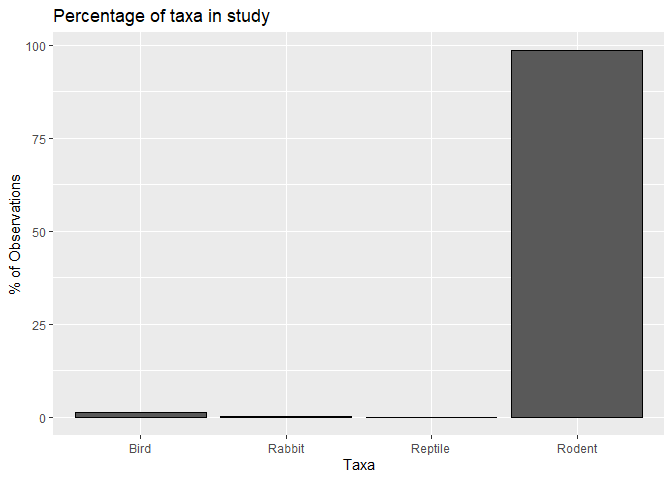 Percentage of taxa in study
100
75
50
25
0
% of Observations
Bird Rabbit Reptile Rodent
Taxa